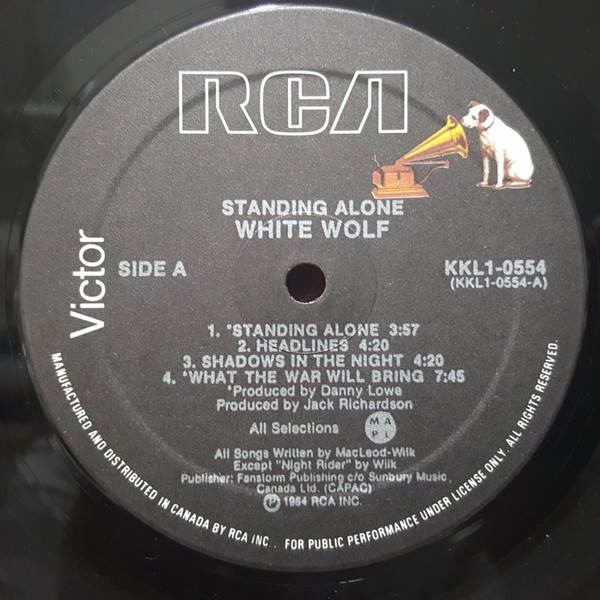 RCA
Victor
STANDING ALONE
WHITE WOLF
SIDE A
KKL1-0554
(KKL1-0554-A)
1. *STANDING ALONE 3:57
2. HEADLINES 4:20
3. SHADOWS IN THE NIGHT 4:20
4. *WHAT THE WAR WILL BRING 7:45
*Produced by Danny Lowe
Produced by Jack Richardson
All Selections
M A
P L
All Songs Written by MacLeod-Wilk
Except "Night Rider" by Wilk
Publisher: Fanstorm Publishing c/o Sunbury Music
Canada Ltd. (CAPAC)
℗ 1984 RCA INC.
MANUFACTURED AND DISTRIBUTED IN CANADA BY RCA INC.. FOR PUBLIC PERFORMANCE UNDER LICENSE ONLY. ALL RIGHTS RESERVED.